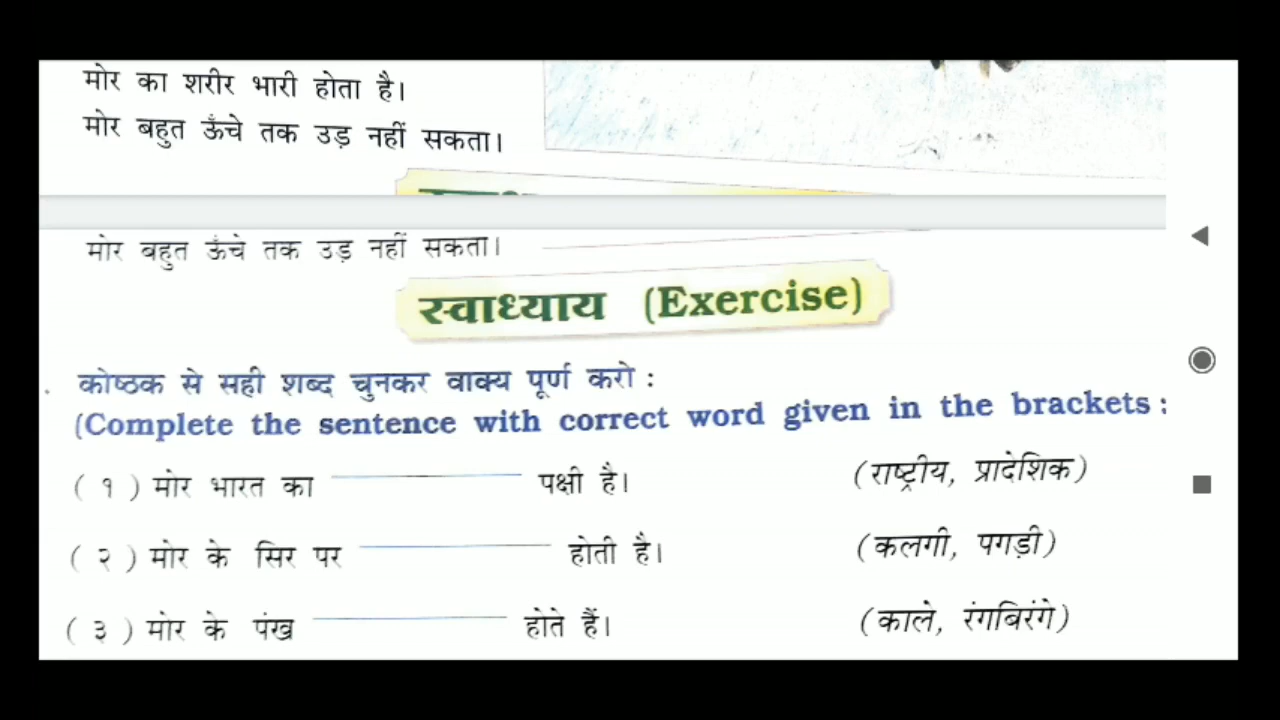 मोर का शरीर भारी होता है।
मोर बहुत ऊँचे तक उड़ नहीं सकता।
मोर बहुत ऊँचे तक उड़ नहीं सकता।
स्वाध्याय (Exercise)
कोष्ठक से सही शब्द चुनकर वाक्य पूर्ण करो :
(Complete the sentence with correct word given in the brackets :
( १ ) मोर भारत का ________ पक्षी है। (राष्ट्रीय, प्रादेशिक)
( २ ) मोर के सिर पर ________ होती है। (कलगी, पगड़ी)
( ३ ) मोर के पंख ________ होते हैं। (काले, रंगबिरंगे)